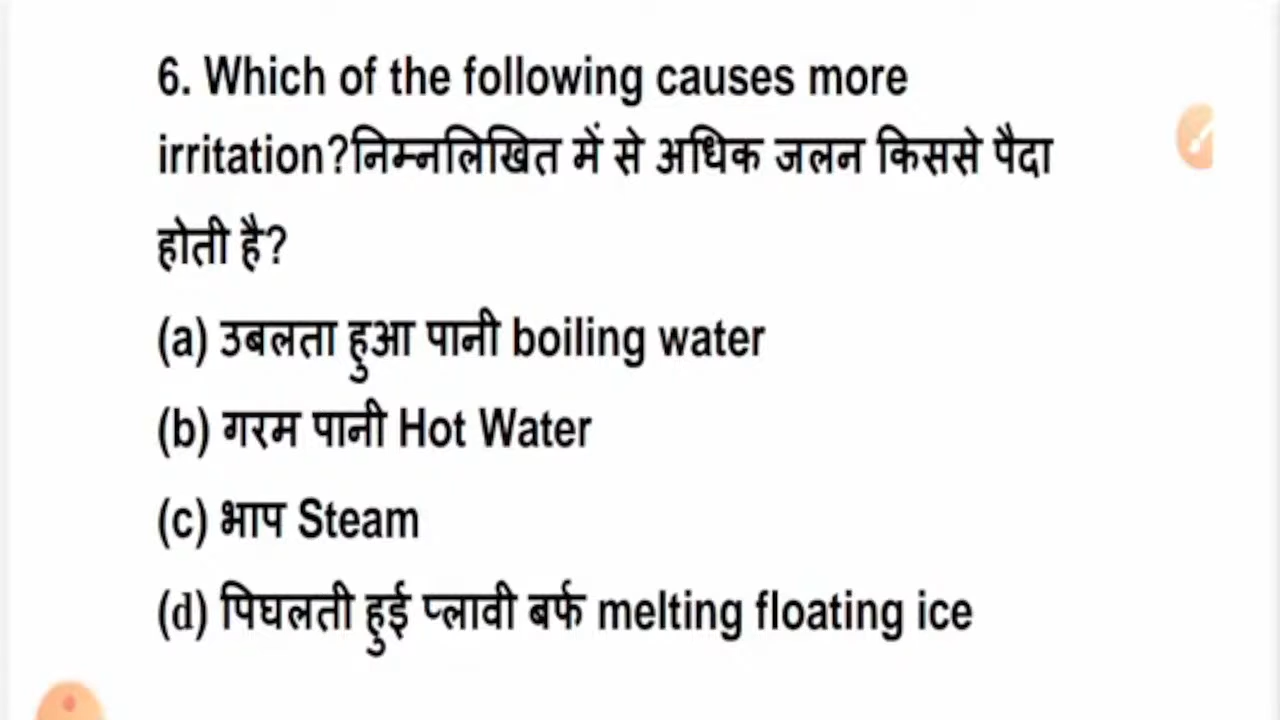 6. Which of the following causes more
irritation?निम्नलिखित में से अधिक जलन किससे पैदा
होती है?
(a) उबलता हुआ पानी boiling water
(b) गरम पानी Hot Water
(c) भाप Steam
(d) पिघलती हुई प्लावी बर्फ melting floating ice